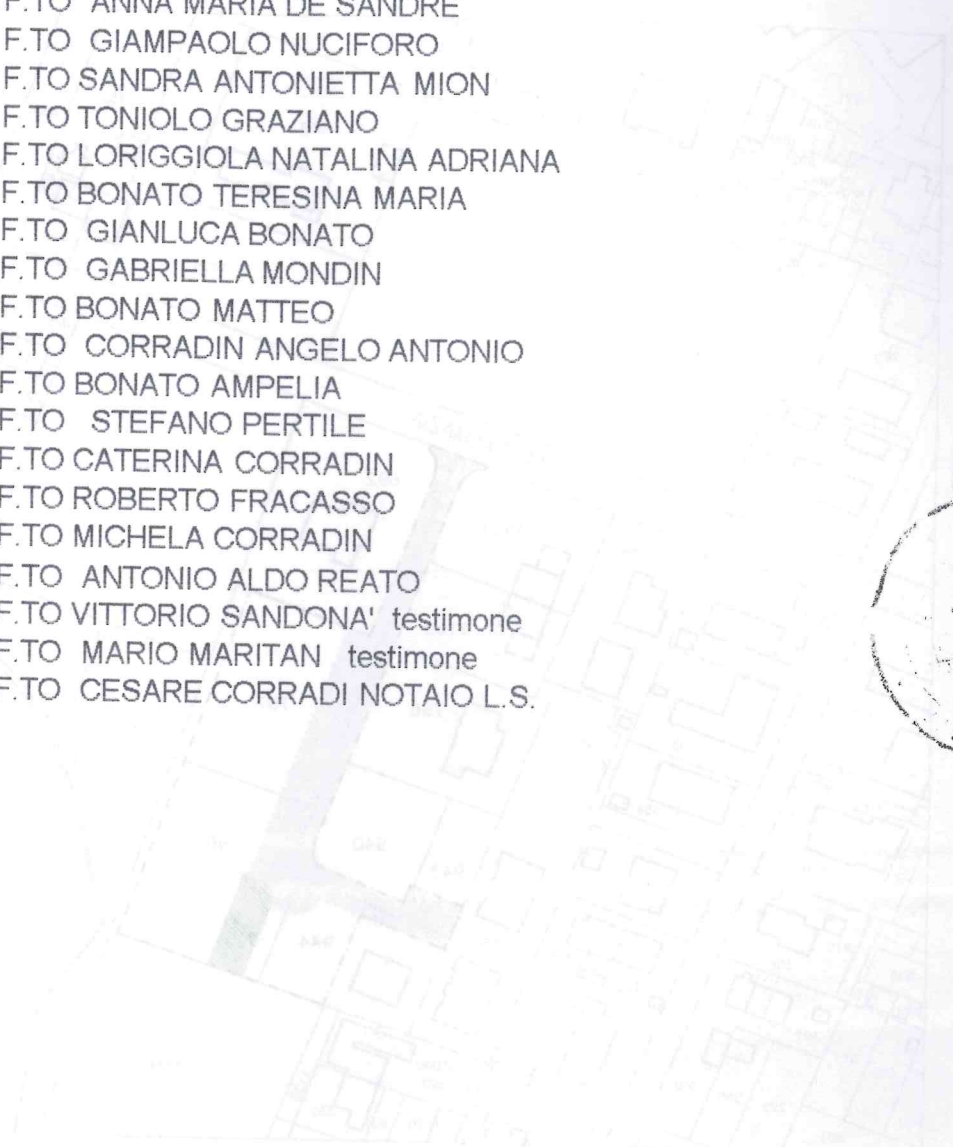 F.TO ANNA MARIA DE SANDRE
F.TO GIAMPAOLO NUCIFORO
F.TO SANDRA ANTONIETTA MION
F.TO TONIOLO GRAZIANO
F.TO LORIGGIOLA NATALINA ADRIANA
F.TO BONATO TERESINA MARIA
F.TO GIANLUCA BONATO
F.TO GABRIELLA MONDIN
F.TO BONATO MATTEO
F.TO CORRADIN ANGELO ANTONIO
F.TO BONATO AMPELIA
F.TO STEFANO PERTILE
F.TO CATERINA CORRADIN
F.TO ROBERTO FRACASSO
F.TO MICHELA CORRADIN
F.TO ANTONIO ALDO REATO
F.TO VITTORIO SANDONA' testimone
F.TO MARIO MARITAN testimone
F.TO CESARE CORRADI NOTAIO L.S.
940
944